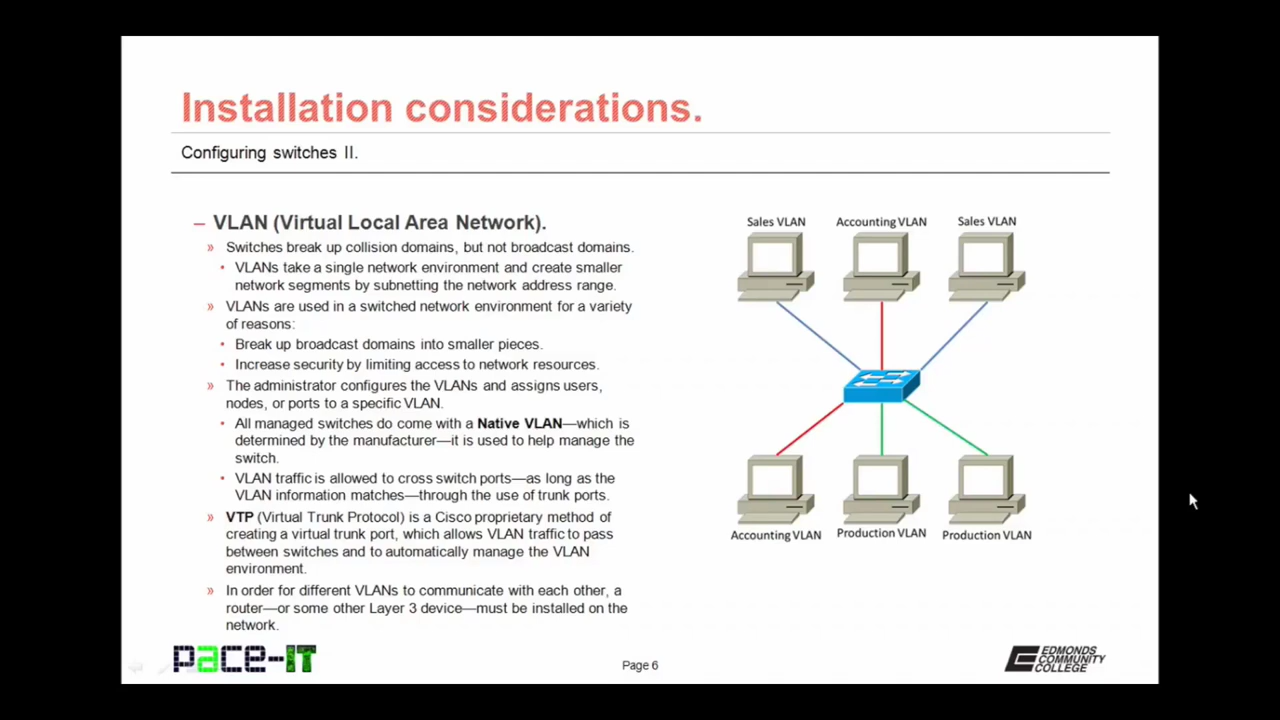 Installation considerations.
Configuring switches II.
– VLAN (Virtual Local Area Network).
» Switches break up collision domains, but not broadcast domains.
• VLANs take a single network environment and create smaller
network segments by subnetting the network address range.
» VLANs are used in a switched network environment for a variety
of reasons:
• Break up broadcast domains into smaller pieces.
• Increase security by limiting access to network resources.
» The administrator configures the VLANs and assigns users,
nodes, or ports to a specific VLAN.
• All managed switches do come with a Native VLAN—which is
determined by the manufacturer—it is used to help manage the
switch.
• VLAN traffic is allowed to cross switch ports—as long as the
VLAN information matches—through the use of trunk ports.
» VTP (Virtual Trunk Protocol) is a Cisco proprietary method of
creating a virtual trunk port, which allows VLAN traffic to pass
between switches and to automatically manage the VLAN
environment.
» In order for different VLANs to communicate with each other, a
router—or some other Layer 3 device—must be installed on the
network.
Sales VLAN
Accounting VLAN
Sales VLAN
Accounting VLAN
Production VLAN
Production VLAN
pace-IT
Page 6
EDMONDS
COMMUNITY
COLLEGE